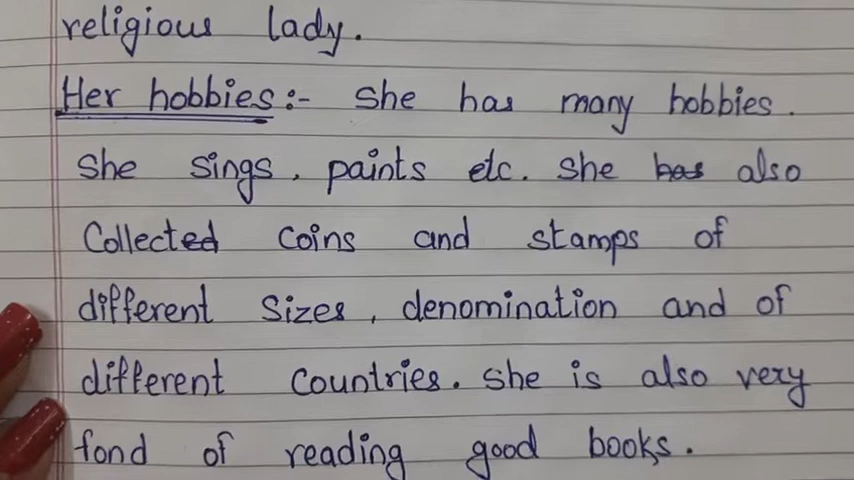 religious lady.
Her hobbies:- She has many hobbies.
She sings, paints etc. She has also
Collected Coins and stamps of
different Sizes, denomination and of
different Countries. She is also very
fond of reading good books.